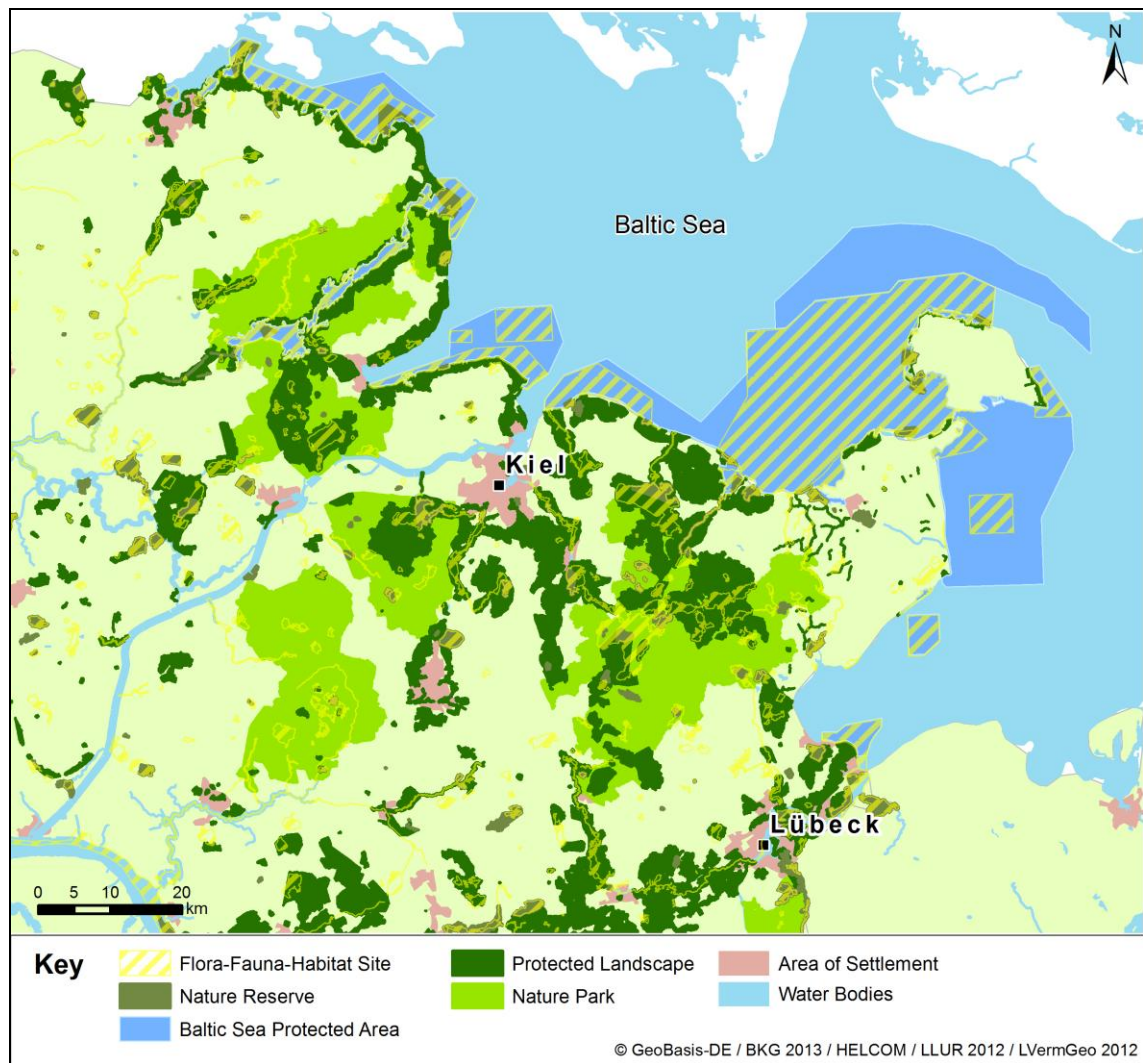 N
Baltic Sea
Kiel
Lübeck
0 5 10 20
km
Key
Flora-Fauna-Habitat Site
Nature Reserve
Baltic Sea Protected Area
Protected Landscape
Nature Park
Area of Settlement
Water Bodies
© GeoBasis-DE / BKG 2013 / HELCOM / LLUR 2012 / LVermGeo 2012